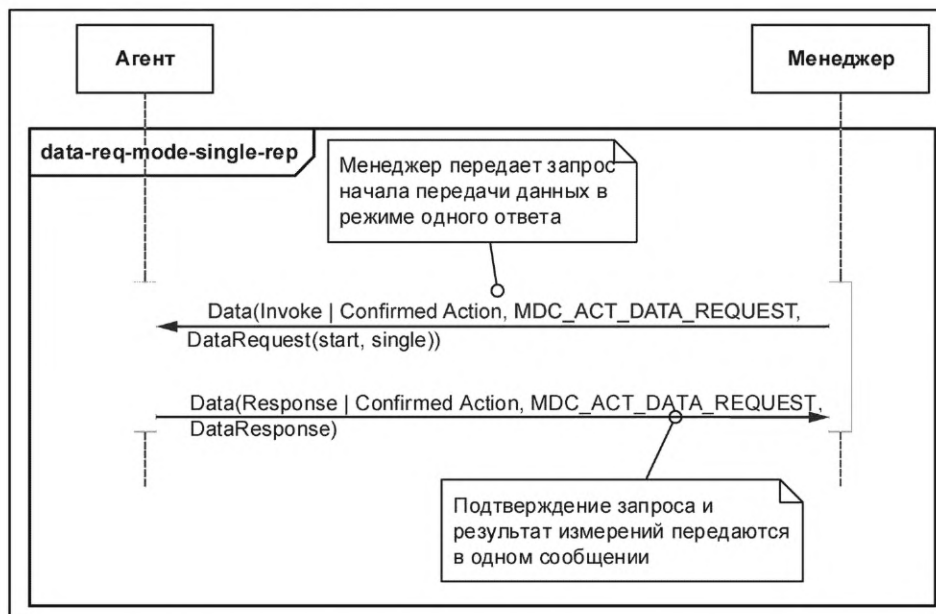 Агент
Менеджер
data-req-mode-single-rep
Менеджер передает запрос
начала передачи данных в
режиме одного ответа
Data(Invoke | Confirmed Action, MDC_ACT_DATA_REQUEST,
DataRequest(start, single))
Data(Response | Confirmed Action, MDC_ACT_DATA_REQUEST,
DataResponse)
Подтверждение запроса и
результат измерений передаются
в одном сообщении